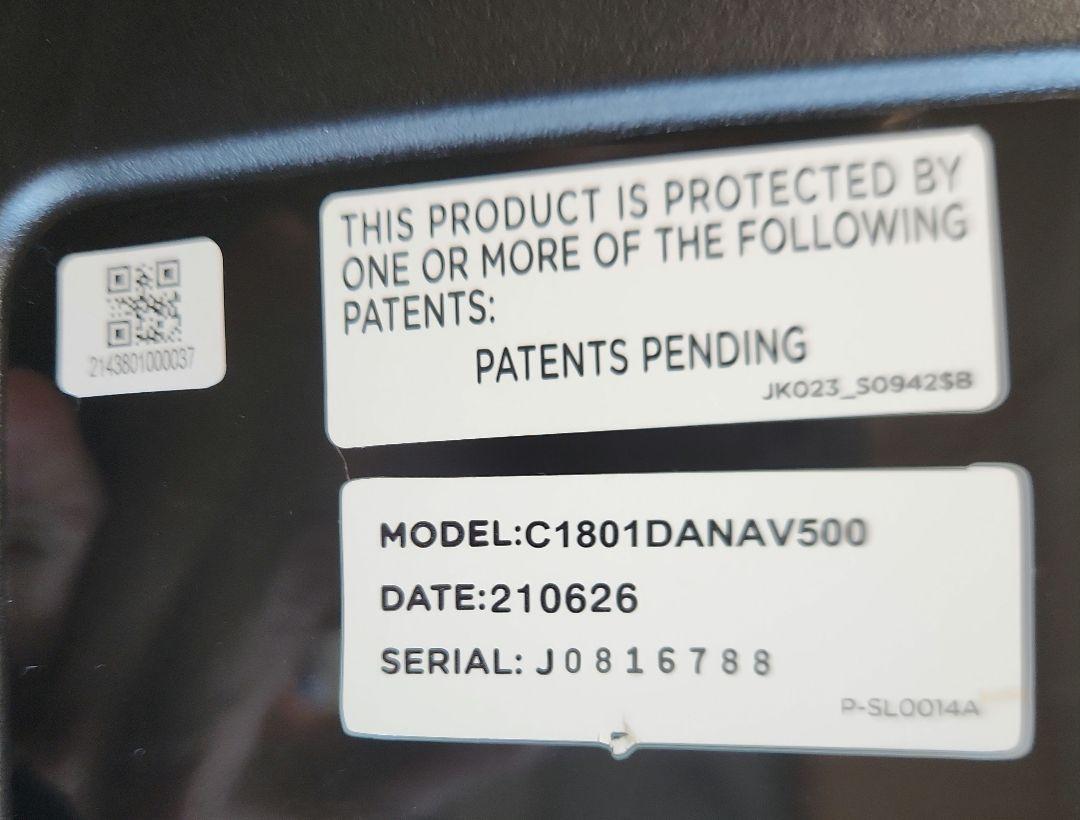 THIS PRODUCT IS PROTECTED BY
ONE OR MORE OF THE FOLLOWING
PATENTS:
PATENTS PENDING
JK023_S0942$B
2143801000037
MODEL:C1801DANAV500
DATE:210626
SERIAL: J0816788
P-SL0014A